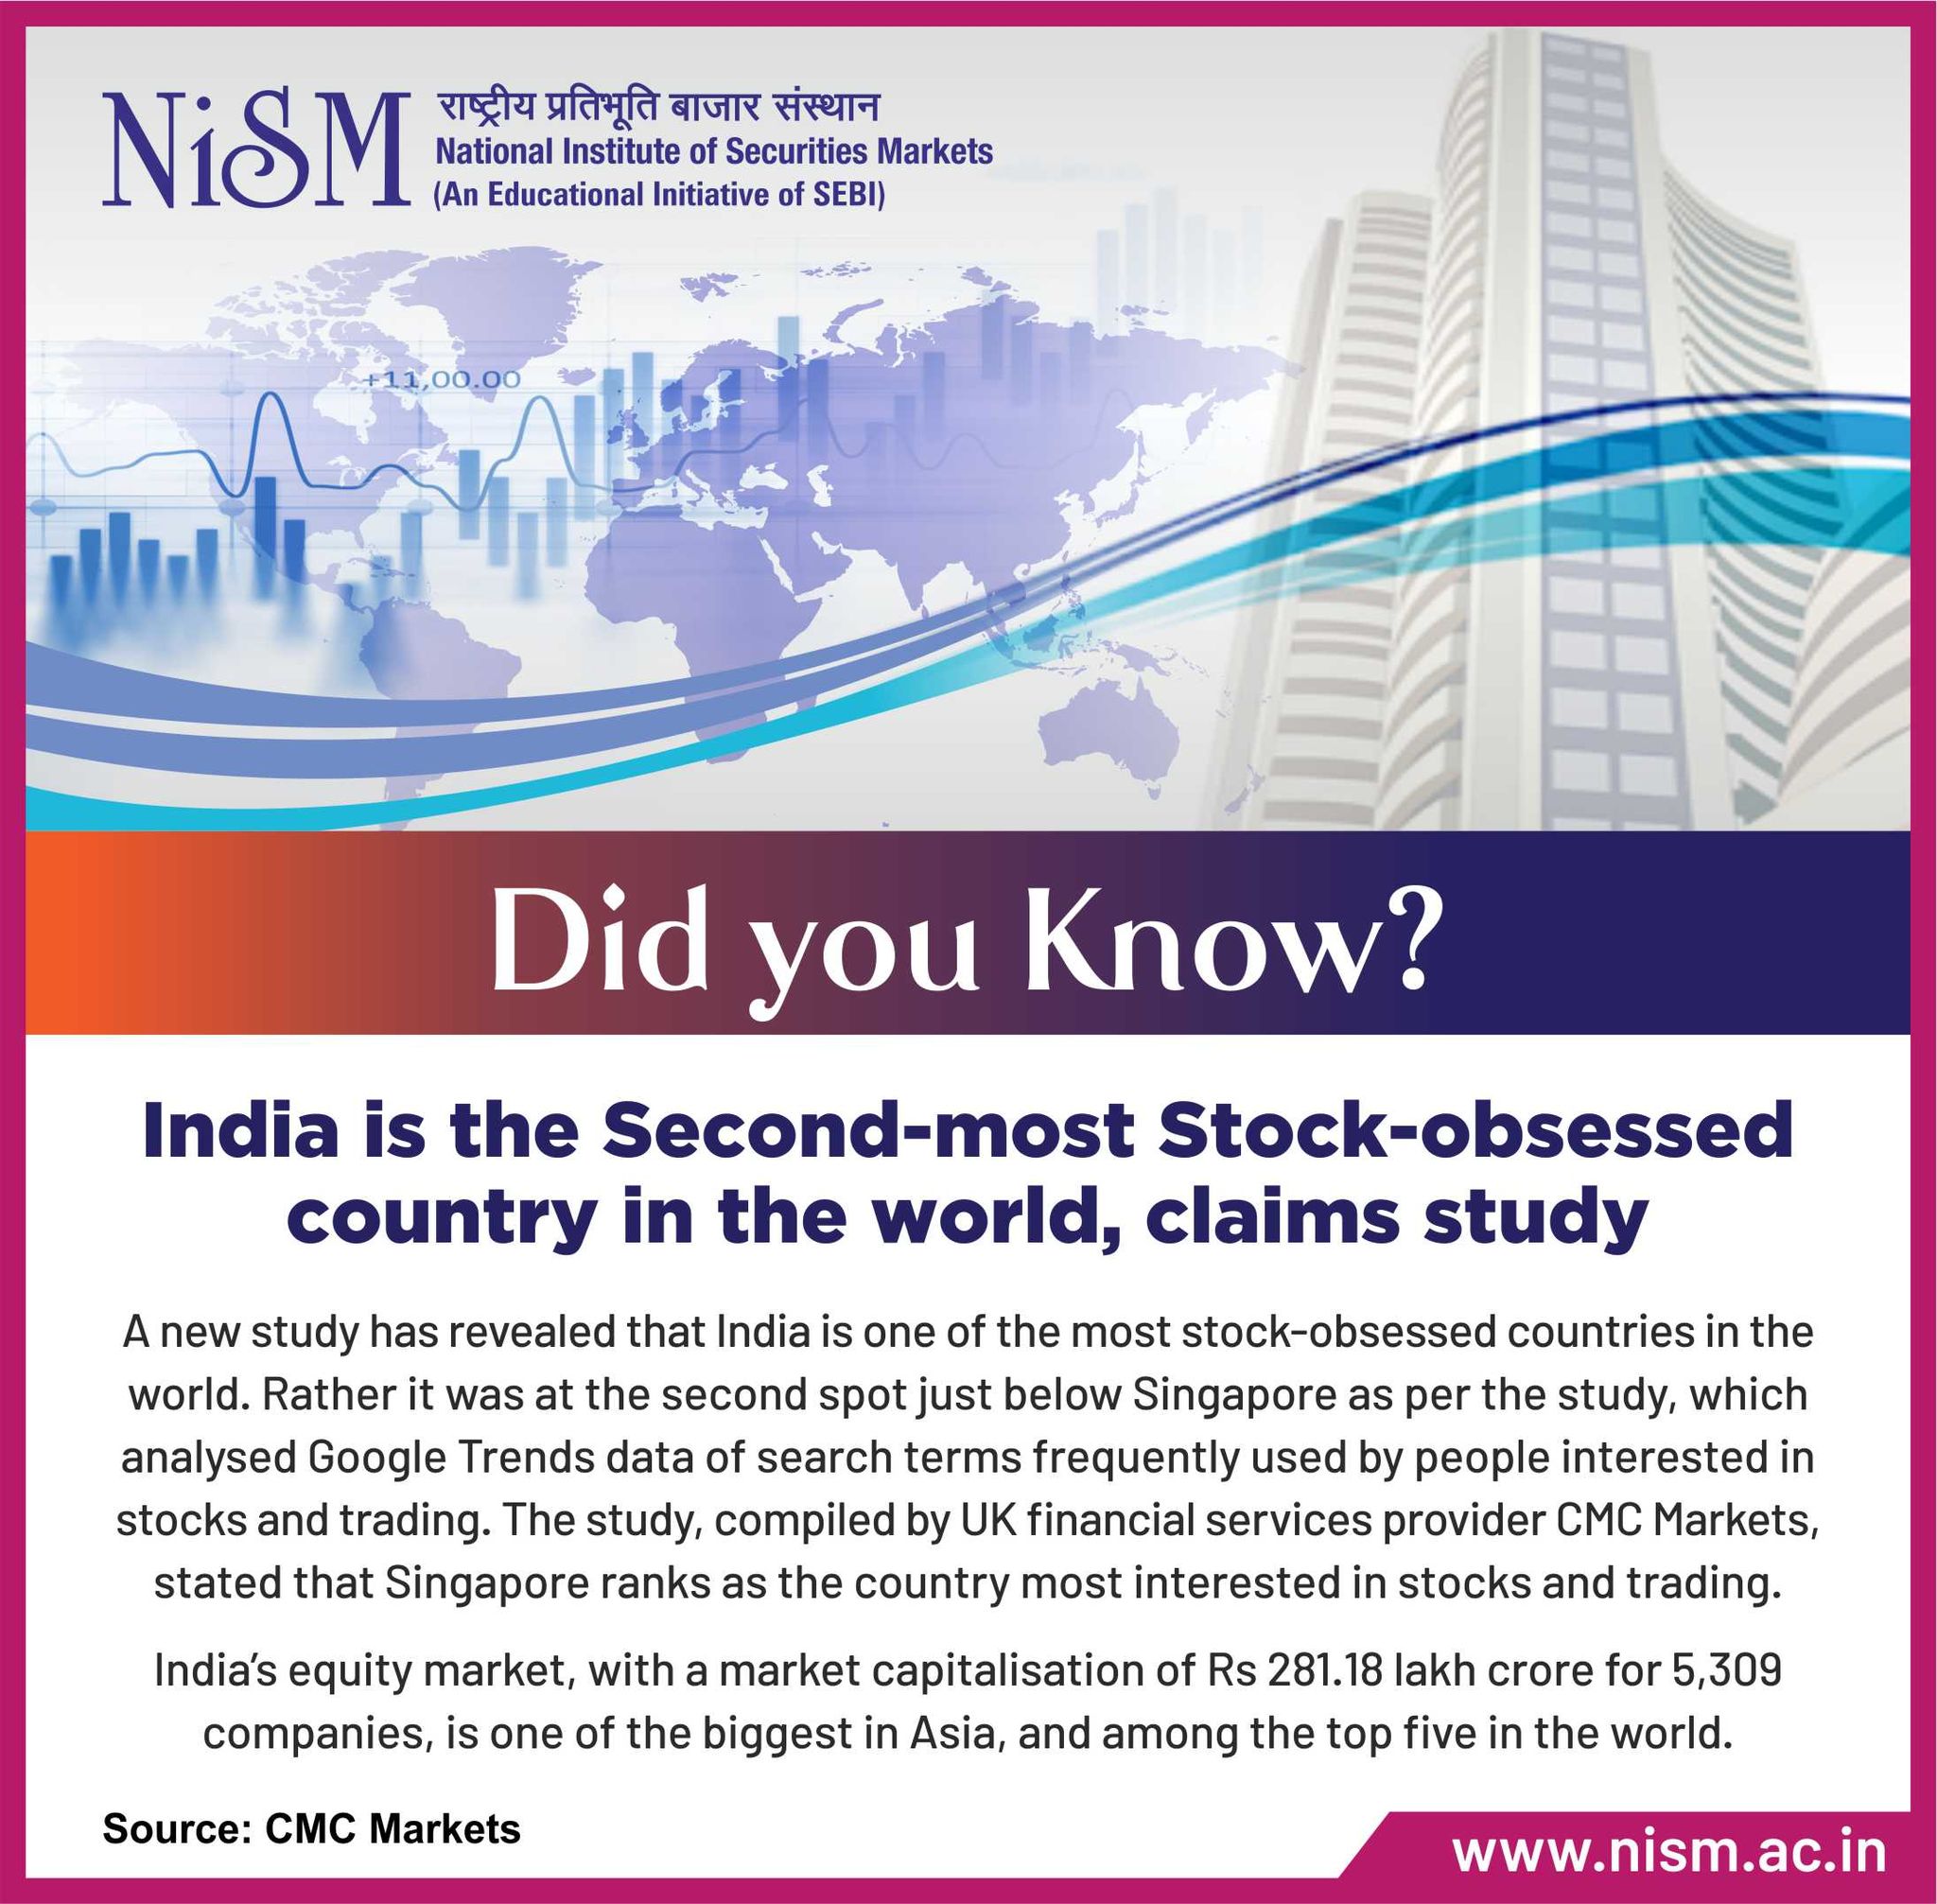 NiSM
राष्ट्रीय प्रतिभूति बाजार संस्थान
National Institute of Securities Markets
(An Educational Initiative of SEBI)
+11,00.00
Did you Know?
India is the Second-most Stock-obsessed
country in the world, claims study
A new study has revealed that India is one of the most stock-obsessed countries in the
world. Rather it was at the second spot just below Singapore as per the study, which
analysed Google Trends data of search terms frequently used by people interested in
stocks and trading. The study, compiled by UK financial services provider CMC Markets,
stated that Singapore ranks as the country most interested in stocks and trading.
India’s equity market, with a market capitalisation of Rs 281.18 lakh crore for 5,309
companies, is one of the biggest in Asia, and among the top five in the world.
Source: CMC Markets
www.nism.ac.in